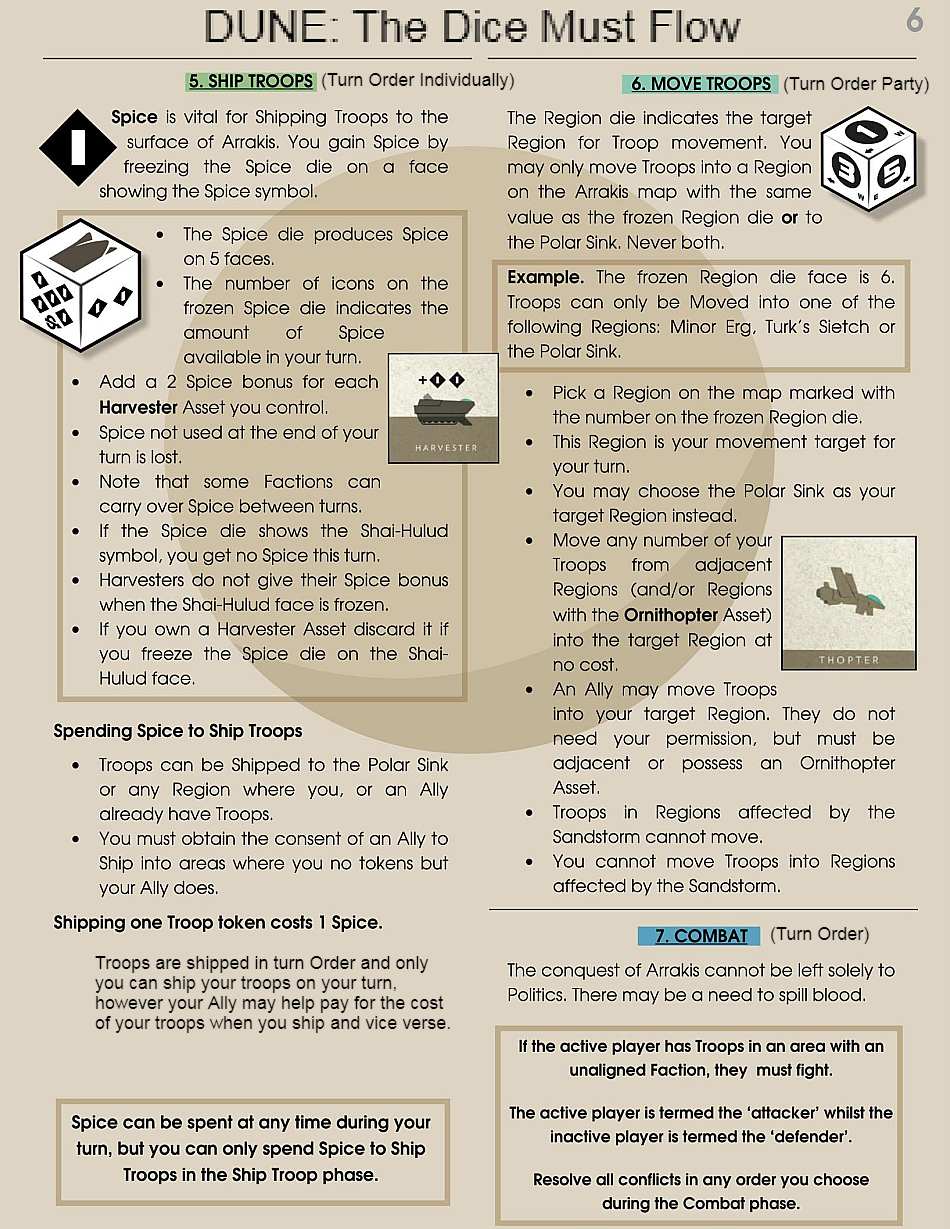 DUNE: The Dice Must Flow
6
5. SHIP TROOPS (Turn Order Individually)
Spice is vital for Shipping Troops to the
surface of Arrakis. You gain Spice by
freezing the Spice die on a face
showing the Spice symbol.
• The Spice die produces Spice
on 5 faces.
• The number of icons on the
frozen Spice die indicates the
amount of Spice
available in your turn.
• Add a 2 Spice bonus for each
Harvester Asset you control.
+
HARVESTER
• Spice not used at the end of your
turn is lost.
• Note that some Factions can
carry over Spice between turns.
• If the Spice die shows the Shai-Hulud
symbol, you get no Spice this turn.
• Harvesters do not give their Spice bonus
when the Shai-Hulud face is frozen.
• If you own a Harvester Asset discard it if
you freeze the Spice die on the Shai-
Hulud face.
Spending Spice to Ship Troops
• Troops can be Shipped to the Polar Sink
or any Region where you, or an Ally
already have Troops.
• You must obtain the consent of an Ally to
Ship into areas where you no tokens but
your Ally does.
Shipping one Troop token costs 1 Spice.
Troops are shipped in turn Order and only
you can ship your troops on your turn,
however your Ally may help pay for the cost
of your troops when you ship and vice verse.
Spice can be spent at any time during your
turn, but you can only spend Spice to Ship
Troops in the Ship Troop phase.
6. MOVE TROOPS (Turn Order Party)
The Region die indicates the target
Region for Troop movement. You
may only move Troops into a Region
on the Arrakis map with the same
value as the frozen Region die or to
the Polar Sink. Never both.
1
W
3
W
5
E
Example. The frozen Region die face is 6.
Troops can only be Moved into one of the
following Regions: Minor Erg, Turk's Sietch or
the Polar Sink.
• Pick a Region on the map marked with
the number on the frozen Region die.
• This Region is your movement target for
your turn.
• You may choose the Polar Sink as your
target Region instead.
• Move any number of your
Troops from adjacent
Regions (and/or Regions
with the Ornithopter Asset)
into the target Region at
no cost.
THOPTER
• An Ally may move Troops
into your target Region. They do not
need your permission, but must be
adjacent or possess an Ornithopter
Asset.
• Troops in Regions affected by the
Sandstorm cannot move.
• You cannot move Troops into Regions
affected by the Sandstorm.
7. COMBAT (Turn Order)
The conquest of Arrakis cannot be left solely to
Politics. There may be a need to spill blood.
If the active player has Troops in an area with an
unaligned Faction, they must fight.
The active player is termed the 'attacker' whilst the
inactive player is termed the 'defender'.
Resolve all conflicts in any order you choose
during the Combat phase.